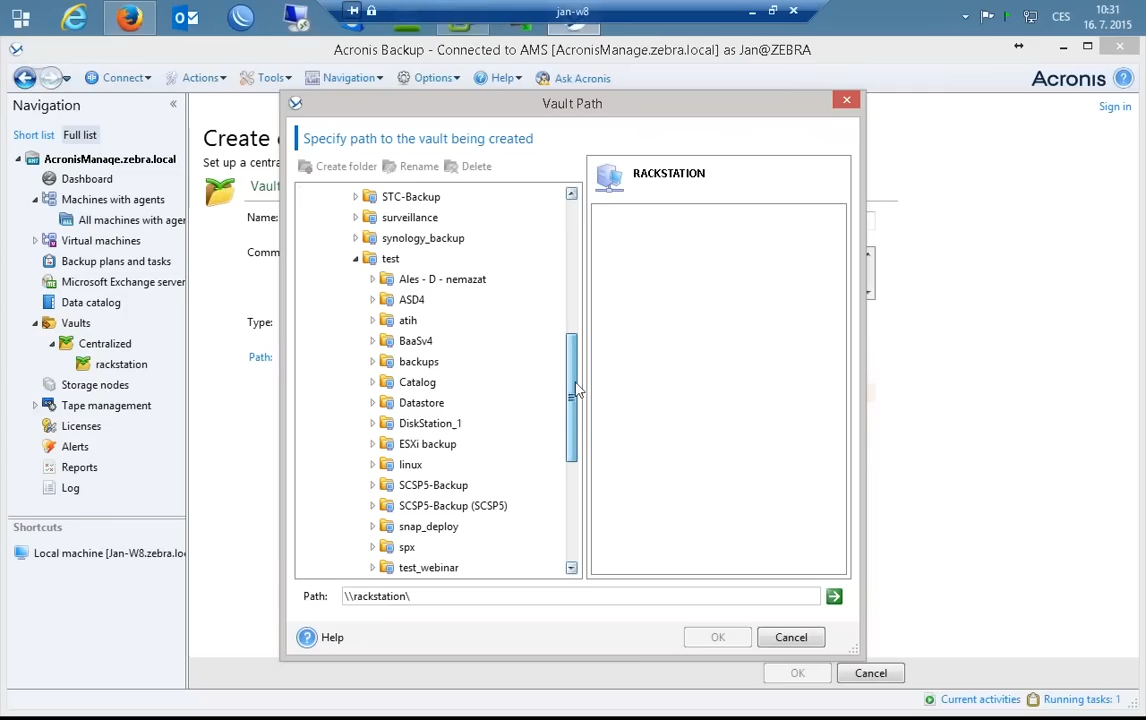 jan-w8
CES
10:31
16. 7. 2015
Acronis Backup - Connected to AMS [AcronisManage.zebra.local] as Jan@ZEBRA
Connect
Actions
Tools
Navigation
Options
Help
Ask Acronis
Acronis
Navigation
Short list
Full list
AcronisManage.zebra.local
Dashboard
Machines with agents
All machines with ager
Virtual machines
Backup plans and tasks
Microsoft Exchange server
Data catalog
Vaults
Centralized
rackstation
Storage nodes
Tape management
Licenses
Alerts
Reports
Log
Shortcuts
Local machine [Jan-W8.zebra.lo
Sign in
Create
Set up a centra
Vaul
Name:
Comm
Type:
Path:
Vault Path
Specify path to the vault being created
Create folder
Rename
Delete
STC-Backup
surveillance
synology_backup
test
Ales - D - nemazat
ASD4
atih
BaaSv4
backups
Catalog
Datastore
DiskStation_1
ESXi backup
linux
SCSP5-Backup
SCSP5-Backup (SCSP5)
snap_deploy
spx
test_webinar
RACKSTATION
Path: \\rackstation\
Help
OK
Cancel
OK
Cancel
Current activities
Running tasks: 1